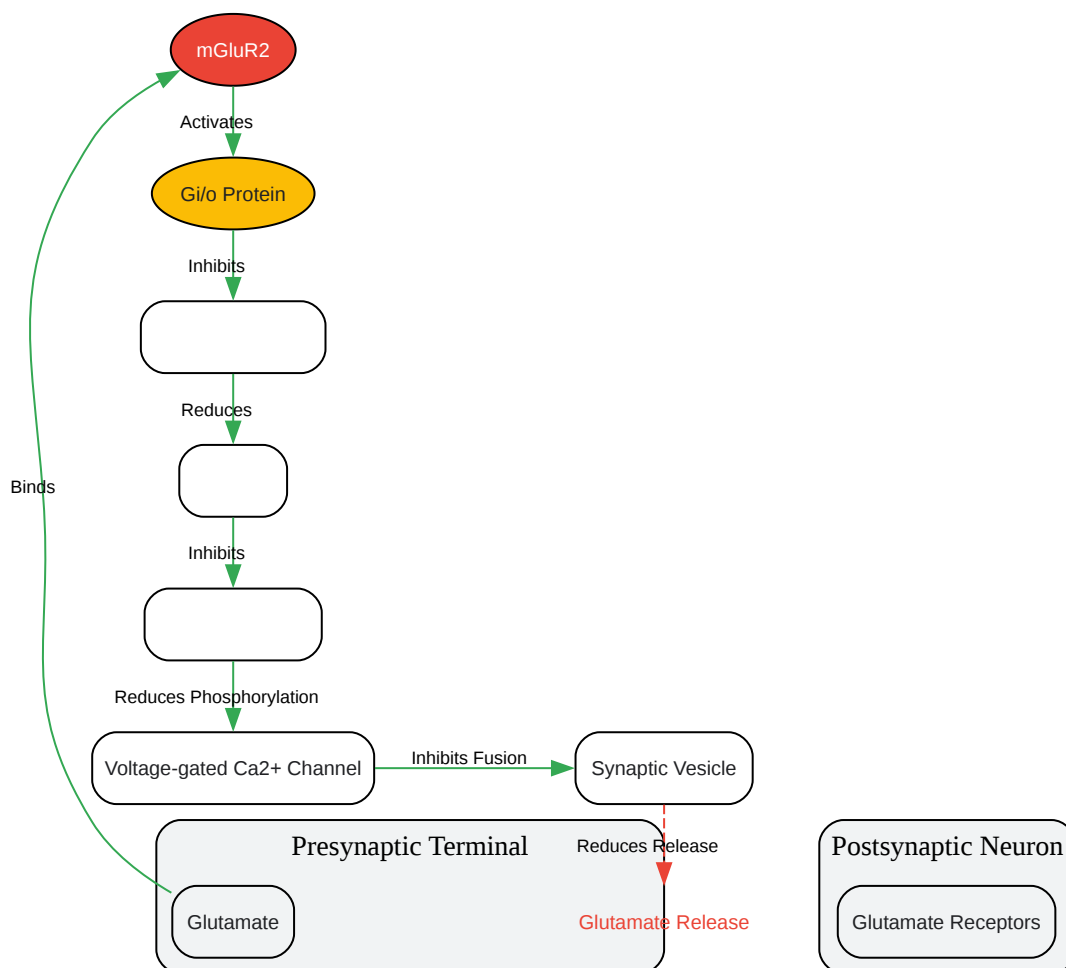 mGluR2
Activates
Gi/o Protein
Inhibits
Reduces
Binds
Inhibits
Reduces Phosphorylation
Voltage-gated Ca2+ Channel
Inhibits Fusion
Synaptic Vesicle
Presynaptic Terminal
Reduces Release
Postsynaptic Neuron
Glutamate
Glutamate Release
Glutamate Receptors